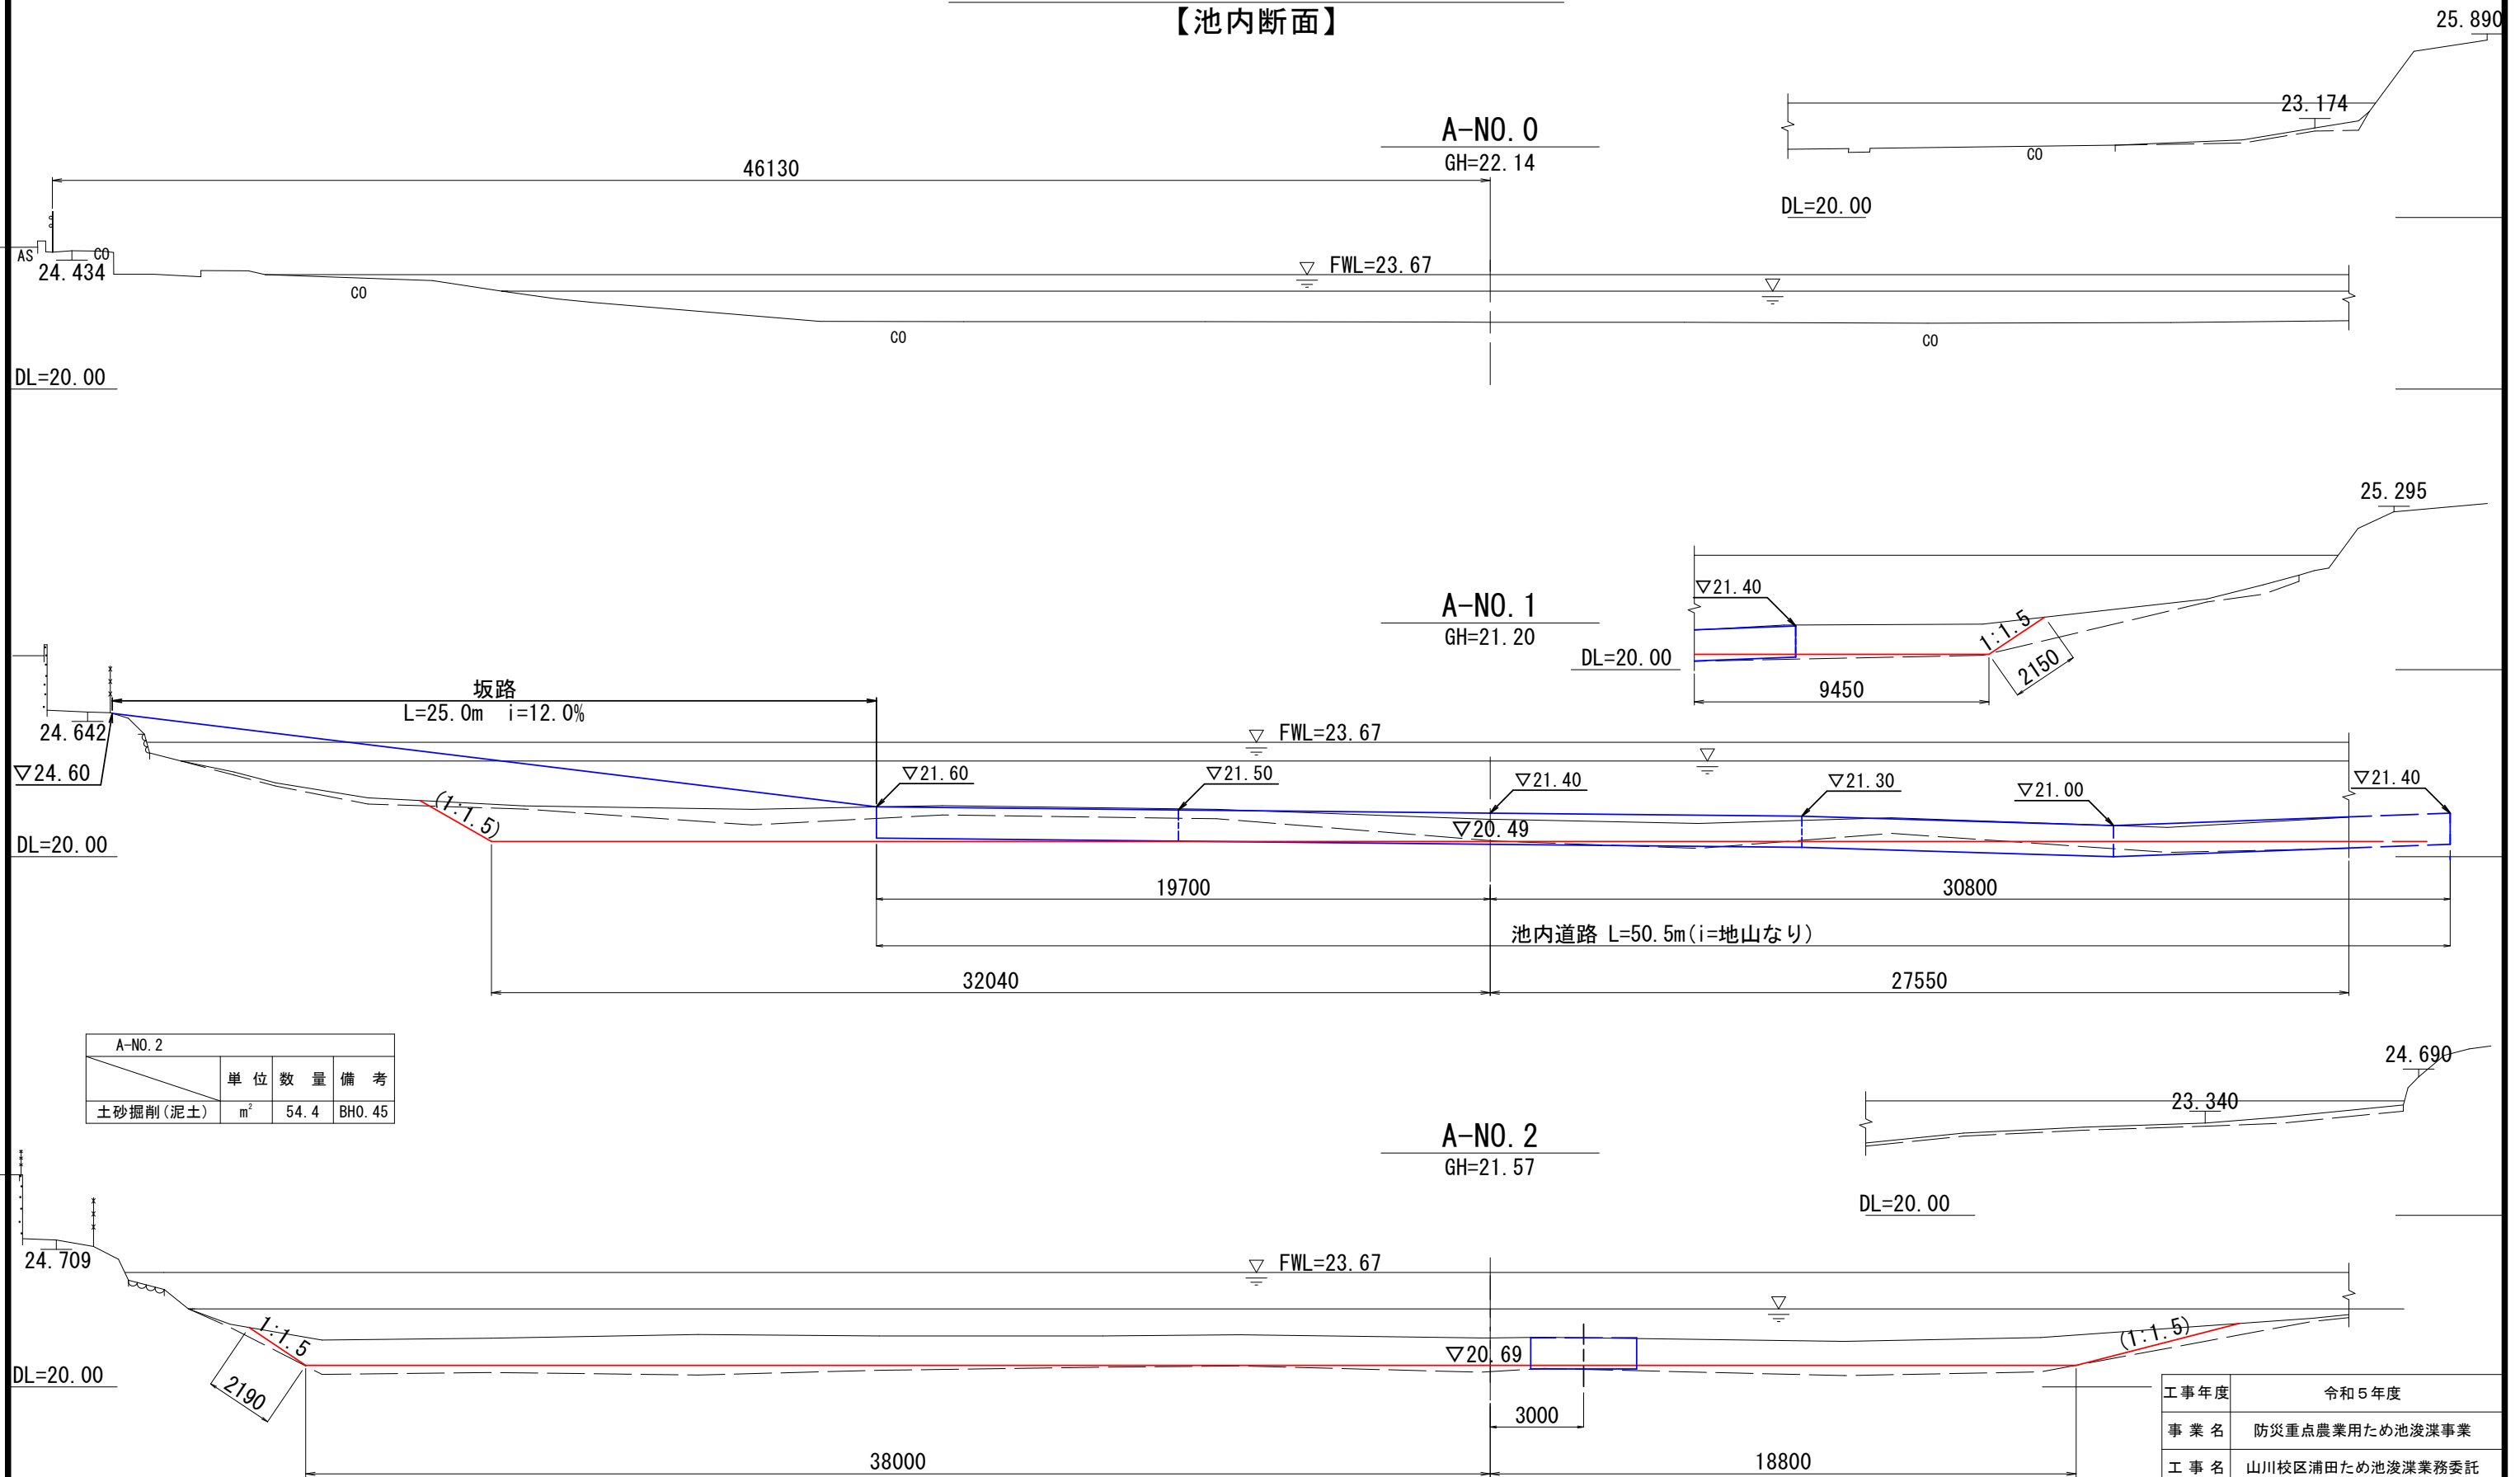 【池内断面】
25.890
23.174
CO
DL=20.00
A-NO.0
GH=22.14
46130
AS
CO
24.434
CO
FWL=23.67
CO
CO
DL=20.00
25.295
▽21.40
A-NO.1
GH=21.20
1:1.5
DL=20.00
2150
9450
坂路
L=25.0m i=12.0%
24.642
FWL=23.67
▽24.60
▽21.60
▽21.50
▽21.40
▽21.30
▽21.00
▽21.40
(1:1.5)
▽20.49
DL=20.00
19700
30800
池内道路 L=50.5m(i=地山なり)
32040
27550
A-NO.2
単 位 数 量 備 考
土砂掘削(泥土) m² 54.4 BH0.45
24.690
23.340
A-NO.2
GH=21.57
DL=20.00
24.709
FWL=23.67
1:1.5
(1:1.5)
▽20.69
DL=20.00
2190
3000
38000
18800
工事年度 令和5年度
事 業 名 防災重点農業用ため池浚渫事業
工 事 名 山川校区浦田ため池浚渫業務委託